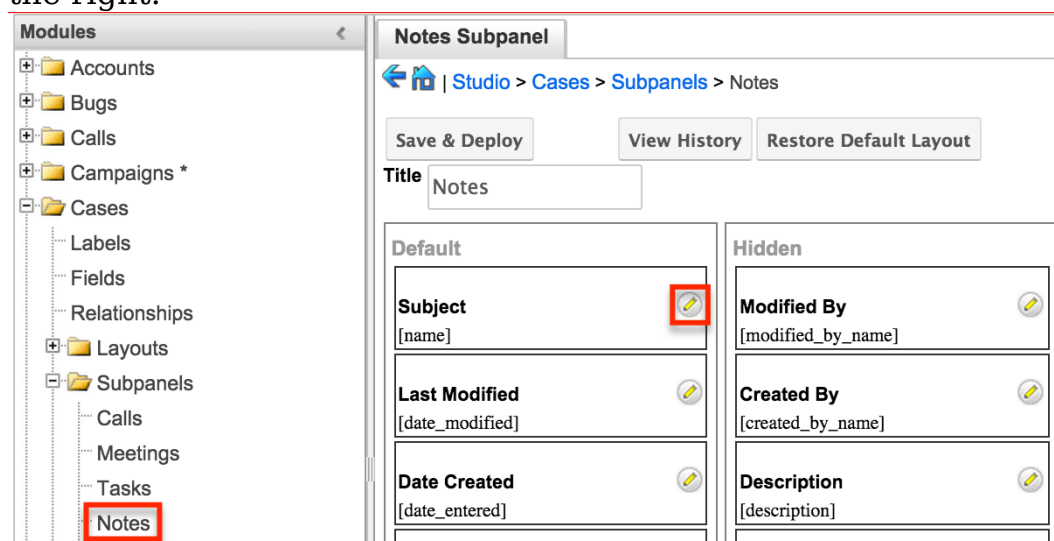 the right.
Modules
Accounts
Bugs
Calls
Campaigns *
Cases
Labels
Fields
Relationships
Layouts
Subpanels
Calls
Meetings
Tasks
Notes
Notes Subpanel
| Studio > Cases > Subpanels > Notes
Save & Deploy View History Restore Default Layout
Title Notes
Default
Subject
[name]
Last Modified
[date_modified]
Date Created
[date_entered]
Hidden
Modified By
[modified_by_name]
Created By
[created_by_name]
Description
[description]